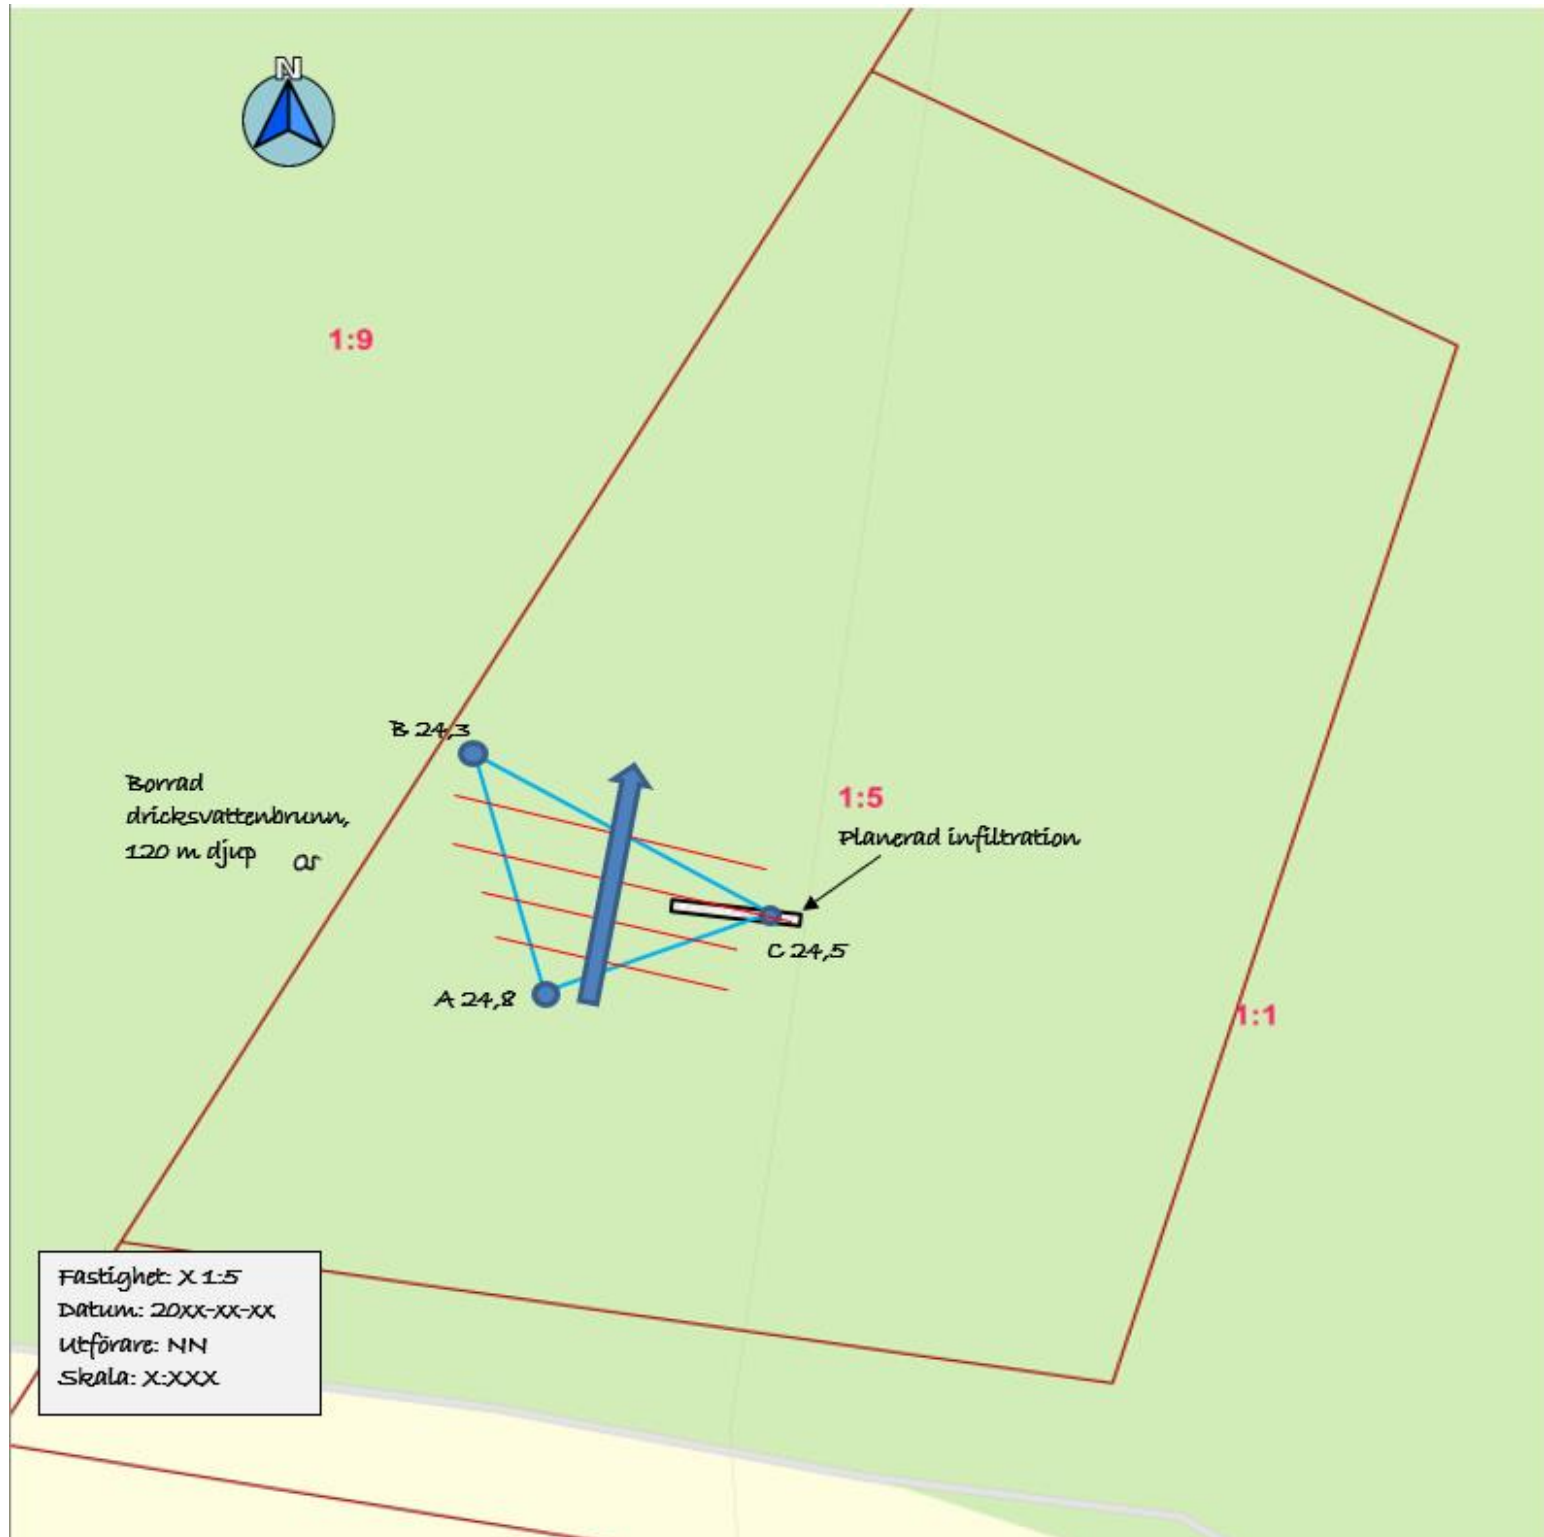 N
1:9
B 24,3
Borrad
dricksvattenbrunn,
120 m djup
1:5
Planerad infiltration
C 24,5
A 24,8
1:1
Fastighet: X 1:5
Datum: 20xx-xx-xx
Utförare: NN
Skala: X:XXX